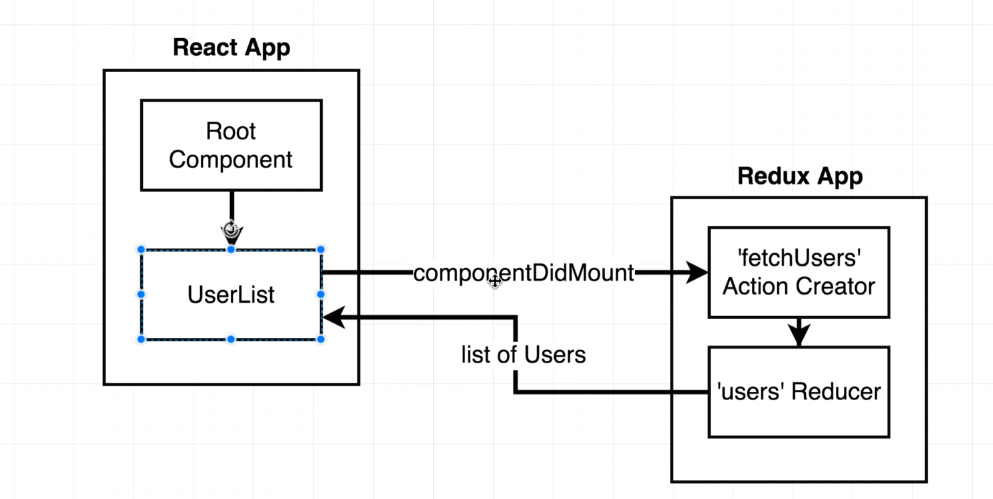 React App
Root
Component
UserList
componentDidMount
list of Users
Redux App
'fetchUsers'
Action Creator
'users' Reducer